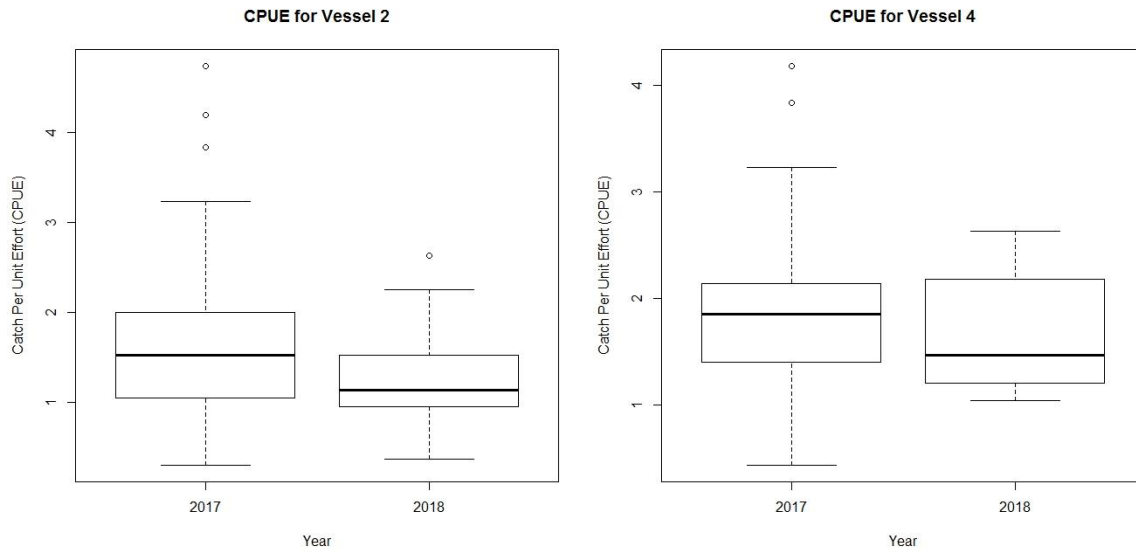 CPUE for Vessel 2
Catch Per Unit Effort (CPUE)
4
3
2
1
2017
2018
Year
CPUE for Vessel 4
Catch Per Unit Effort (CPUE)
4
3
2
1
2017
2018
Year